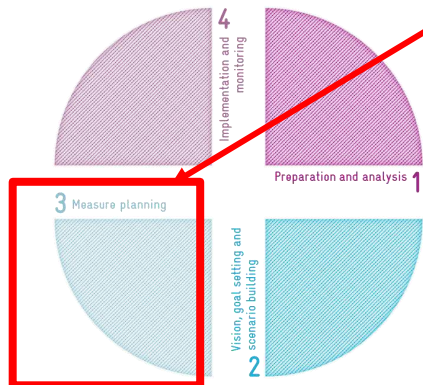 4
Implementation and
monitoring
Preparation and analysis 1
3 Measure planning
Vision, goal setting and
scenario building
2